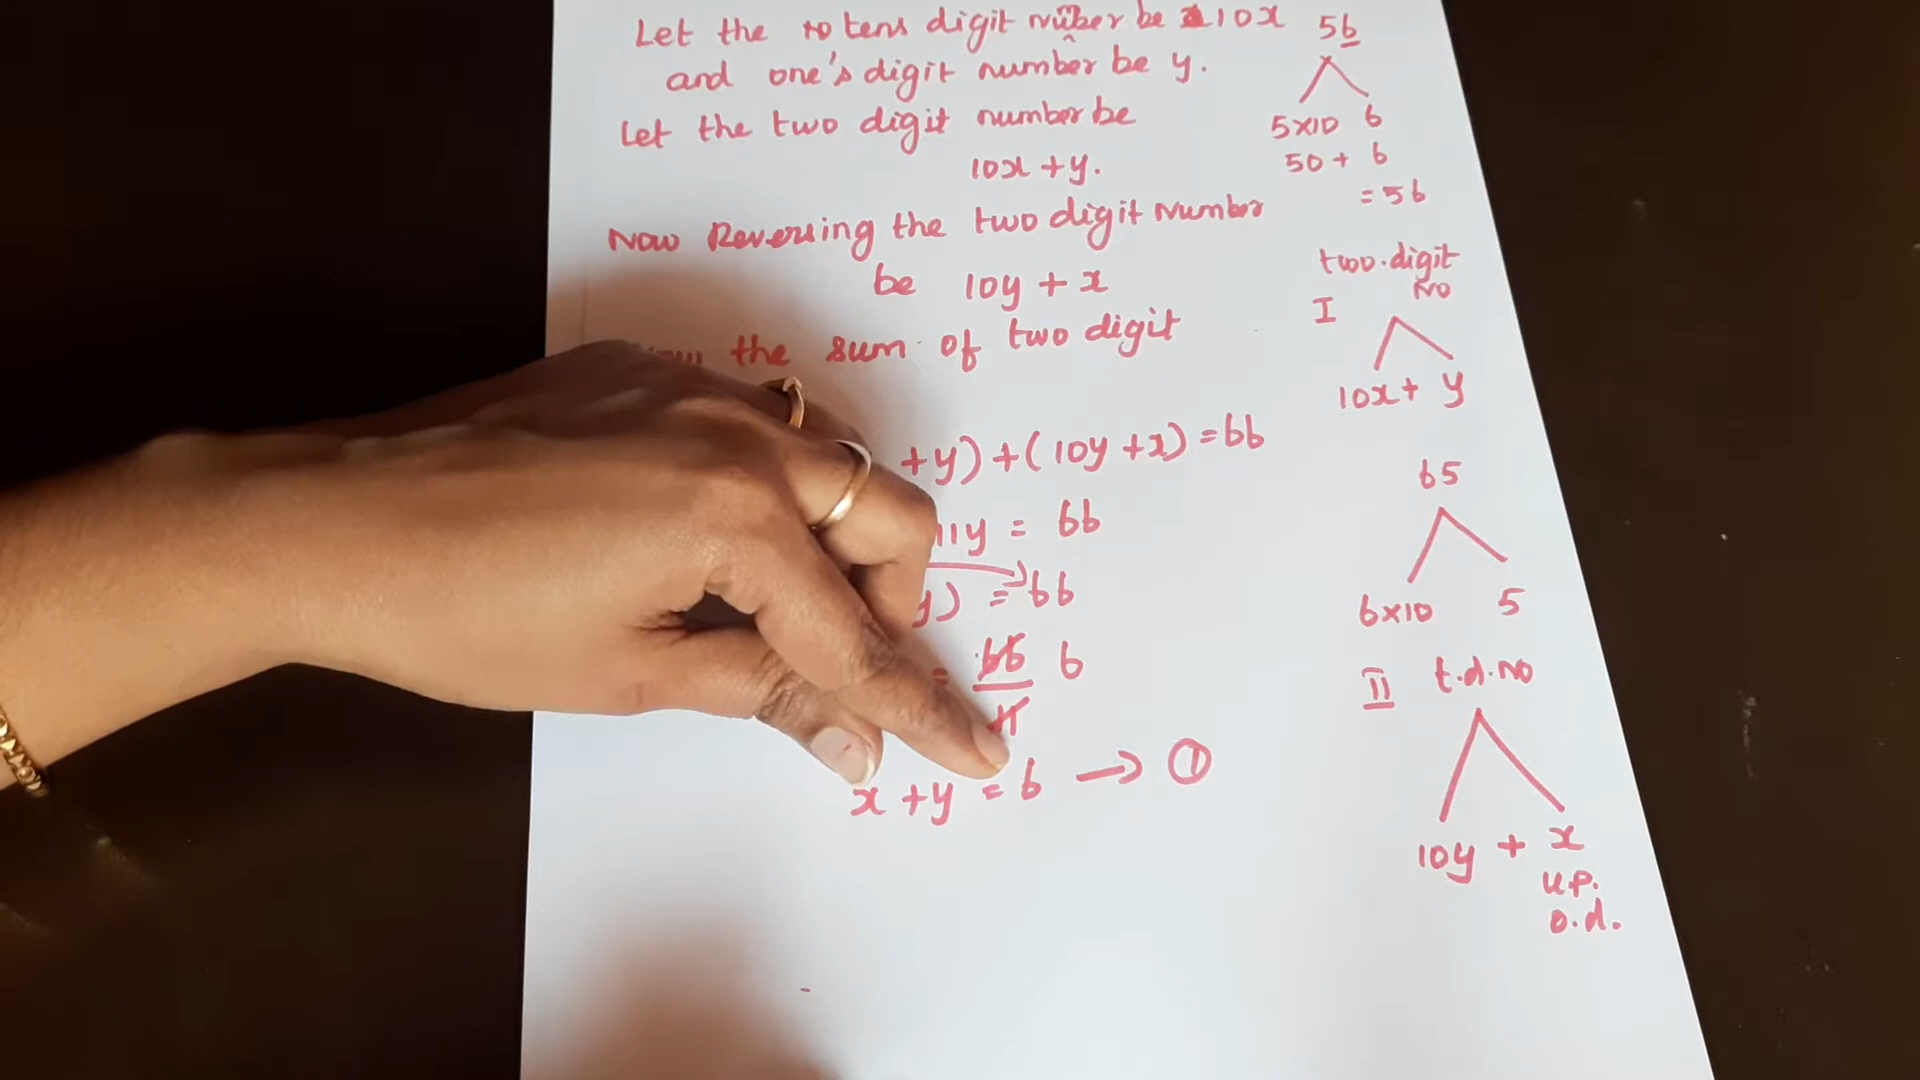 Let the tens digit number be 10x
and one's digit number be y.
Let the two digit number be
10x + y.
Now Reversing the two digit Number
be 10y + x
the sum of two digit
+y) + (10y + x) = 66
11y = 66
y) = 66
= 66 6
11
x + y = 6 → ①
56
5×10 6
50 + 6
= 56
two.digit
No
I
10x + y
65
6×10 5
II t.d.No
10y + x
u.p.
o.d.